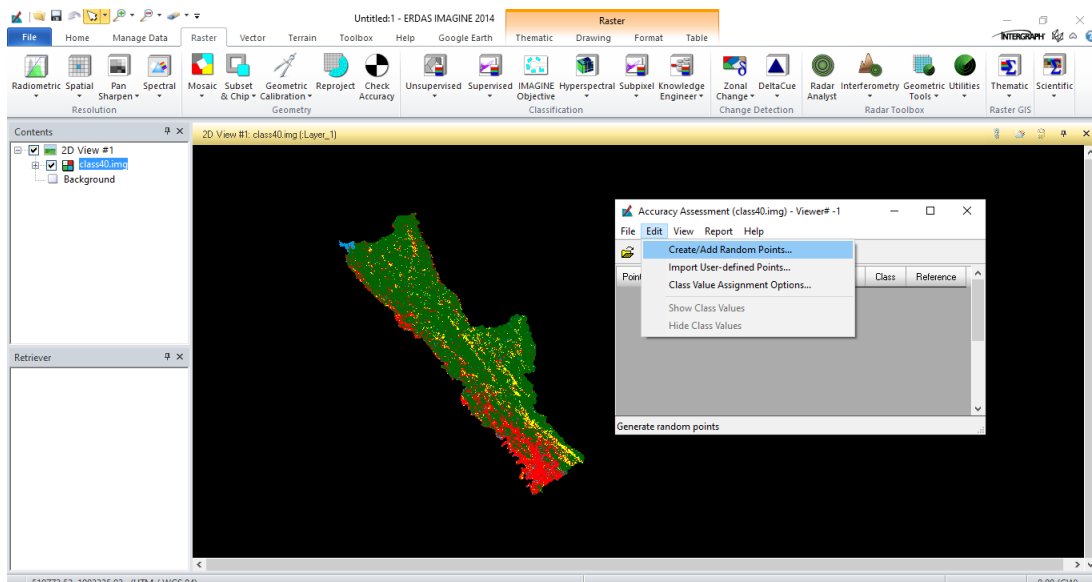 Untitled:1 - ERDAS IMAGINE 2014
Raster
File Home Manage Data Raster Vector Terrain Toolbox Help Google Earth Thematic Drawing Format Table
INTERGRAPH
Radiometric Spatial Pan Sharpen Spectral Mosaic Subset & Chip Geometric Calibration Reproject Check Accuracy Unsupervised Supervised IMAGINE Objective Hyperspectral Subpixel Knowledge Engineer Zonal Change DeltaCue Radar Analyst Interferometry Geometric Tools Utilities Thematic Scientific
Resolution Geometry Classification Change Detection Radar Toolbox Raster GIS
Contents
2D View #1: class40.img (:Layer_1)
2D View #1
class40.img
Background
Accuracy Assessment (class40.img) - Viewer# -1
File Edit View Report Help
Create/Add Random Points...
Import User-defined Points...
Class Value Assignment Options...
Show Class Values
Hide Class Values
Class Reference
Generate random points
Retriever